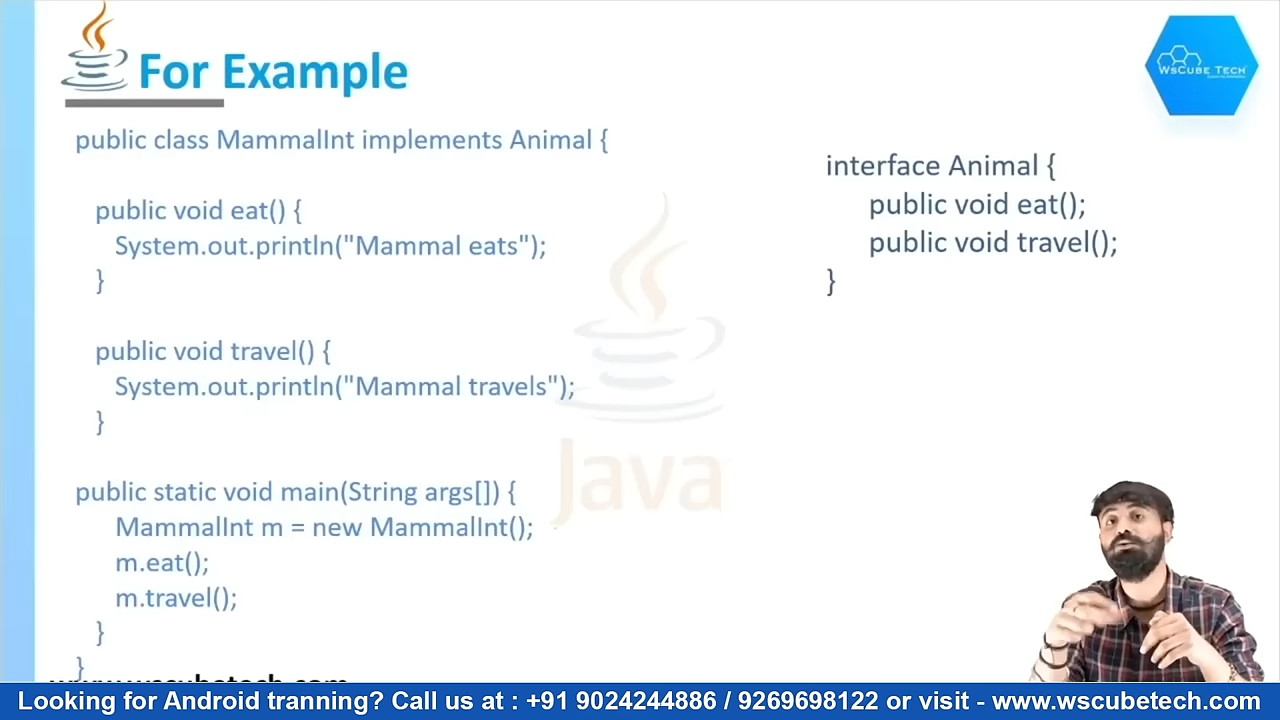 For Example
WsCube Tech
public class MammalInt implements Animal {
public void eat() {
System.out.println("Mammal eats");
}
public void travel() {
System.out.println("Mammal travels");
}
public static void main(String args[]) {
MammalInt m = new MammalInt();
m.eat();
m.travel();
}
}
interface Animal {
public void eat();
public void travel();
}
Java
www.wscubetech.com
Looking for Android tranning? Call us at : +91 9024244886 / 9269698122 or visit - www.wscubetech.com